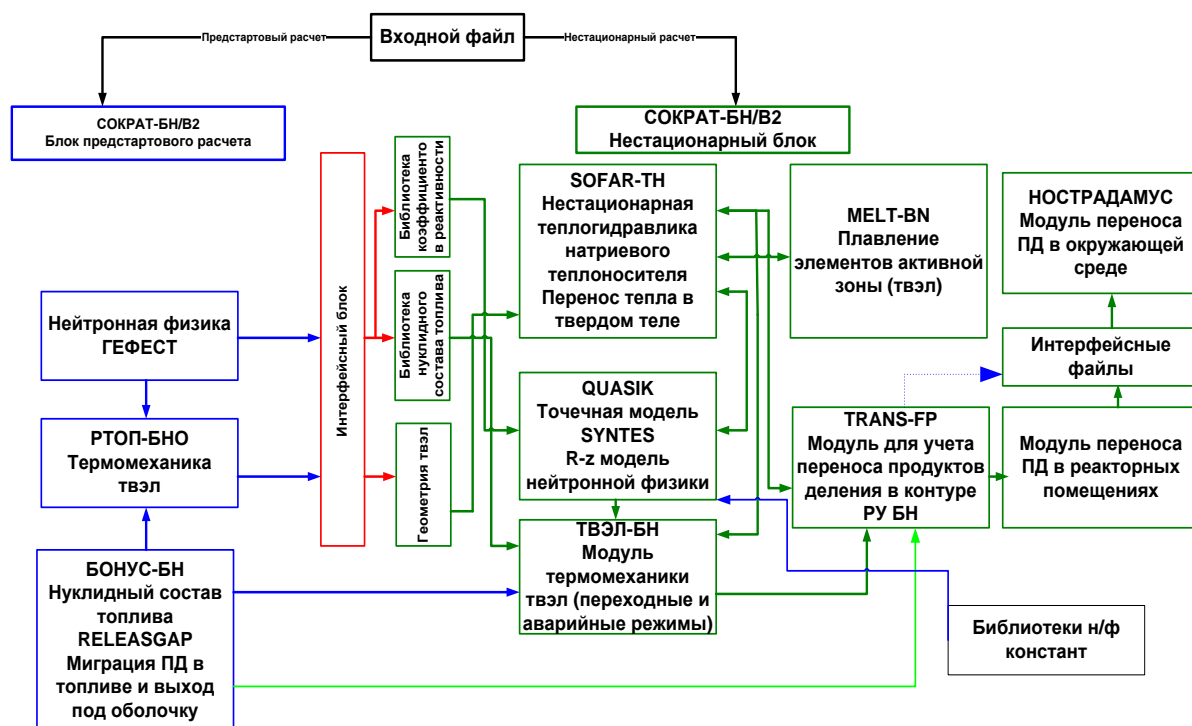 Предстартовый расчет
Входной файл
Нестационарный расчет
СОКРАТ-БН/В2
Блок предстартового расчета
СОКРАТ-БН/В2
Нестационарный блок
Нейтронная физика
ГЕФЕСТ
РТОП-БНО
Термомеханика
твэл
БОНУС-БН
Нуклидный состав
топлива
RELEASGAP
Миграция ПД в
топливе и выход
под оболочку
Интерфейсный блок
Библиотека
коэффициенто
в реактивности
Библиотека
нуклидного
состава топлива
Геометрия твэл
SOFAR-TH
Нестационарная
теплогидравлика
натриевого
теплоносителя
Перенос тепла в
твердом теле
QUASIK
Точечная модель
SYNTES
R-z модель
нейтронной физики
ТВЭЛ-БН
Модуль
термомеханики
твэл (переходные и
аварийные режимы)
MELT-BN
Плавление
элементов активной
зоны (твэл)
TRANS-FP
Модуль для учета
переноса продуктов
деления в контуре
РУ БН
НОСТРАДАМУС
Модуль переноса
ПД в окружающей
среде
Интерфейсные
файлы
Модуль переноса
ПД в реакторных
помещениях
Библиотеки н/ф
констант